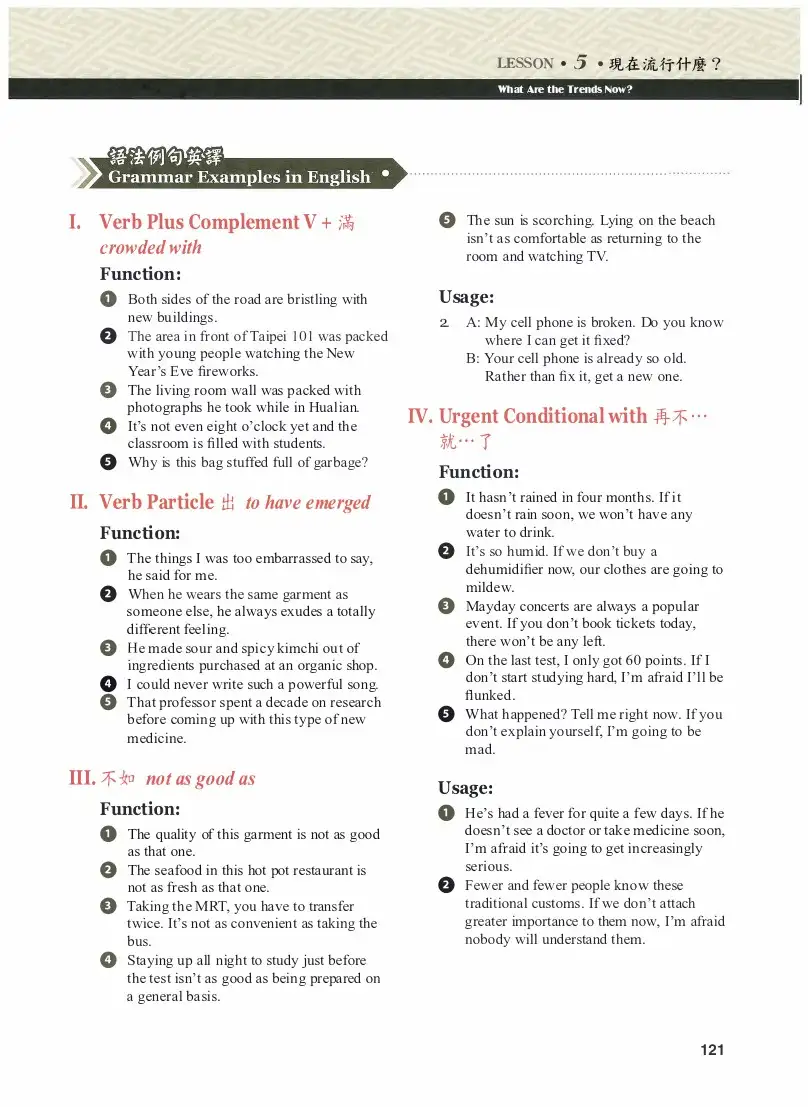 LESSON • 5 • 現在流行什麼？
What Are the Trends Now?
語法例句英譯
Grammar Examples in English
I. Verb Plus Complement V + 滿
crowded with
Function:
1 Both sides of the road are bristling with
new buildings.
2 The area in front of Taipei 101 was packed
with young people watching the New
Year’s Eve fireworks.
3 The living room wall was packed with
photographs he took while in Hualian.
4 It’s not even eight o’clock yet and the
classroom is filled with students.
5 Why is this bag stuffed full of garbage?
II. Verb Particle 出 to have emerged
Function:
1 The things I was too embarrassed to say,
he said for me.
2 When he wears the same garment as
someone else, he always exudes a totally
different feeling.
3 He made sour and spicy kimchi out of
ingredients purchased at an organic shop.
4 I could never write such a powerful song.
5 That professor spent a decade on research
before coming up with this type of new
medicine.
III. 不如 not as good as
Function:
1 The quality of this garment is not as good
as that one.
2 The seafood in this hot pot restaurant is
not as fresh as that one.
3 Taking the MRT, you have to transfer
twice. It’s not as convenient as taking the
bus.
4 Staying up all night to study just before
the test isn’t as good as being prepared on
a general basis.
5 The sun is scorching. Lying on the beach
isn’t as comfortable as returning to the
room and watching TV.
Usage:
2. A: My cell phone is broken. Do you know
where I can get it fixed?
B: Your cell phone is already so old.
Rather than fix it, get a new one.
IV. Urgent Conditional with 再不…
就…了
Function:
1 It hasn’t rained in four months. If it
doesn’t rain soon, we won’t have any
water to drink.
2 It’s so humid. If we don’t buy a
dehumidifier now, our clothes are going to
mildew.
3 Mayday concerts are always a popular
event. If you don’t book tickets today,
there won’t be any left.
4 On the last test, I only got 60 points. If I
don’t start studying hard, I’m afraid I’ll be
flunked.
5 What happened? Tell me right now. If you
don’t explain yourself, I’m going to be
mad.
Usage:
1 He’s had a fever for quite a few days. If he
doesn’t see a doctor or take medicine soon,
I’m afraid it’s going to get increasingly
serious.
2 Fewer and fewer people know these
traditional customs. If we don’t attach
greater importance to them now, I’m afraid
nobody will understand them.
121